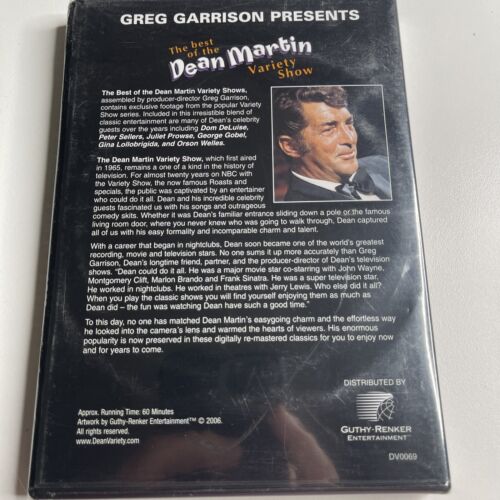 GREG GARRISON PRESENTS
The best
of the
Dean Martin
Variety
Show
The Best of the Dean Martin Variety Shows,
assembled by producer-director Greg Garrison,
contains exclusive footage from the popular Variety
Show series. Included in this irresistible blend of
classic entertainment are many of Dean's celebrity
guests over the years including Dom DeLuise,
Peter Sellers, Juliet Prowse, George Gobel,
Gina Lollobrigida, and Orson Welles.
The Dean Martin Variety Show, which first aired
in 1965, remains a one of a kind in the history of
television. For almost twenty years on NBC with
the Variety Show, the now famous Roasts and
specials, the public was captivated by an entertainer
who could do it all. Dean and his incredible celebrity
guests fascinated us with his songs and outrageous
comedy skits. Whether it was Dean's familiar entrance sliding down a pole or the famous
living room door, where you never knew who was going to walk through, Dean captured
all of us with his easy formality and incomparable charm and talent.
With a career that began in nightclubs, Dean soon became one of the world's greatest
recording, movie and television stars. No one sums it up more accurately than Greg
Garrison, Dean's longtime friend, partner, and the producer-director of Dean's television
shows. "Dean could do it all. He was a major movie star co-starring with John Wayne,
Montgomery Clift, Marlon Brando and Frank Sinatra. He was a super television star,
He worked in nightclubs. He worked in theatres with Jerry Lewis. Who else did it all?
When you play the classic shows you will find yourself enjoying them as much as
Dean did – the fun was watching Dean have such a good time."
To this day, no one has matched Dean Martin's easygoing charm and the effortless way
he looked into the camera's lens and warmed the hearts of viewers. His enormous
popularity is now preserved in these digitally re-mastered classics for you to enjoy now
and for years to come.
DISTRIBUTED BY
GUTHY-RENKER
ENTERTAINMENT™
DV0069
Approx. Running Time: 60 Minutes
Artwork by Guthy-Renker Entertainment™ © 2006.
All rights reserved.
www.DeanVariety.com